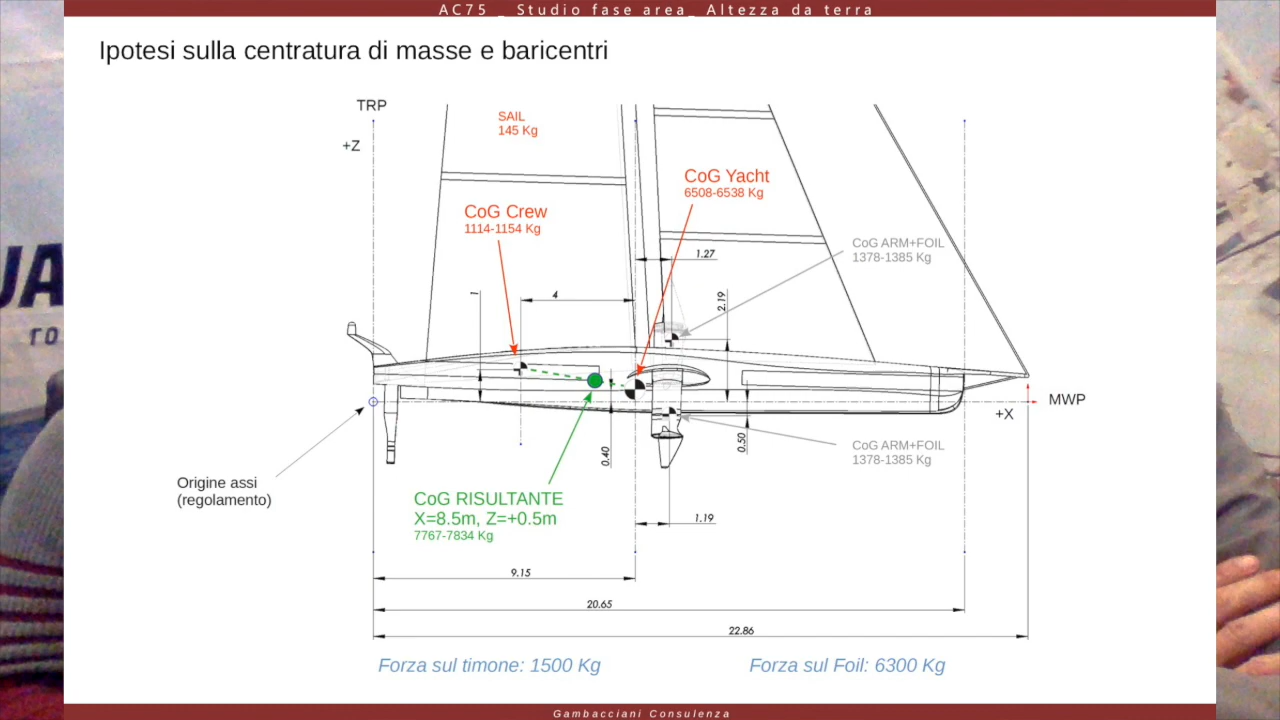 AC75 _ Studio fase area_ Altezza da terra
Ipotesi sulla centratura di masse e baricentri
TRP
+Z
SAIL
145 Kg
CoG Yacht
6508-6538 Kg
CoG Crew
1114-1154 Kg
CoG ARM+FOIL
1378-1385 Kg
1.27
4
1
2.19
MWP
+X
0.40
0.50
CoG ARM+FOIL
1378-1385 Kg
Origine assi
(regolamento)
CoG RISULTANTE
X=8.5m, Z=+0.5m
7767-7834 Kg
1.19
9.15
20.65
22.86
Forza sul timone: 1500 Kg
Forza sul Foil: 6300 Kg
Gambacciani Consulenza